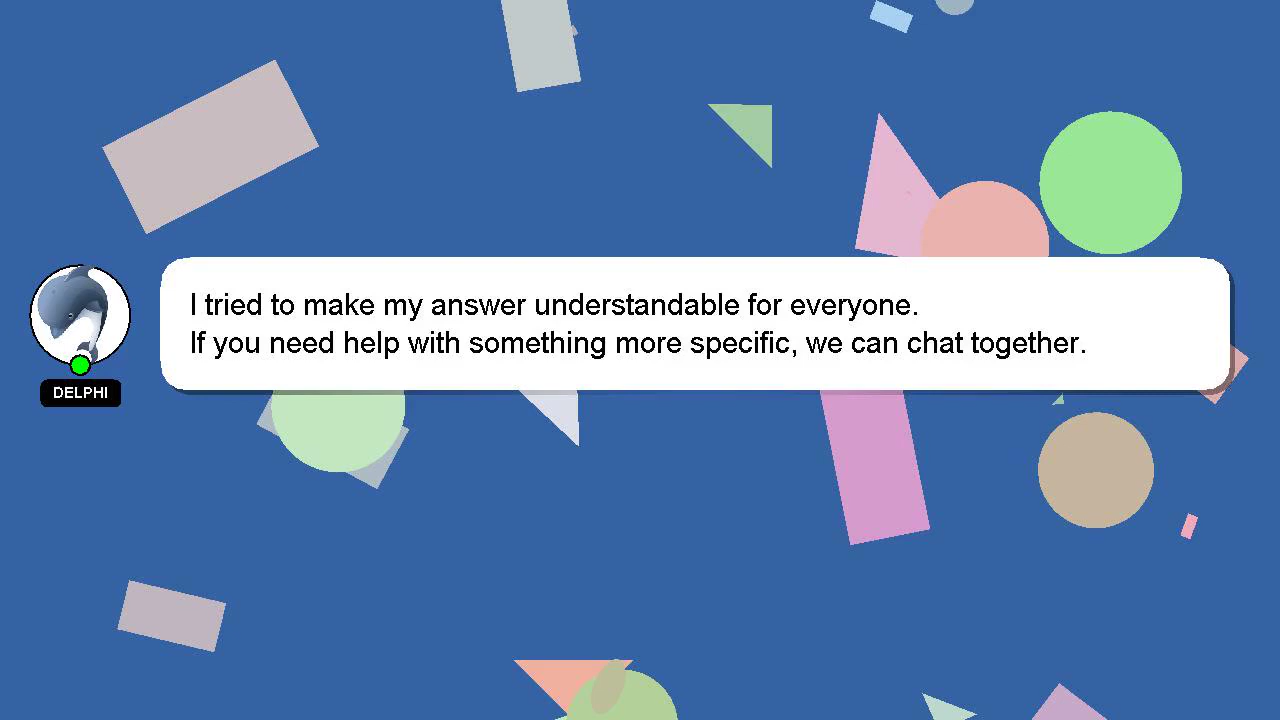 I tried to make my answer understandable for everyone.
If you need help with something more specific, we can chat together.
DELPHI